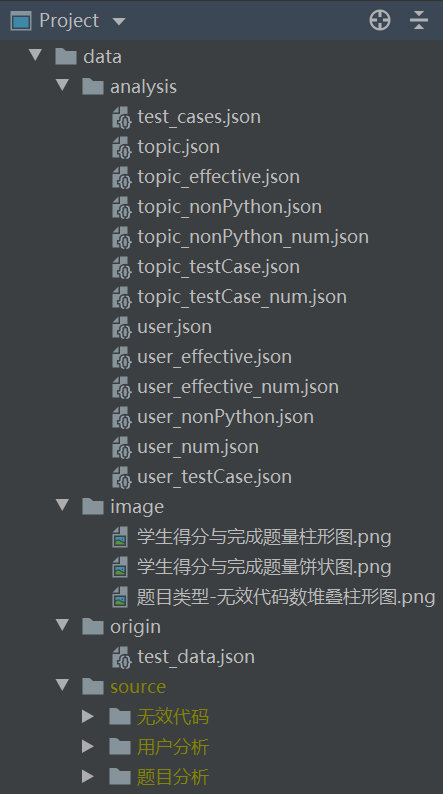 Project
data
analysis
test_cases.json
topic.json
topic_effective.json
topic_nonPython.json
topic_nonPython_num.json
topic_testCase.json
topic_testCase_num.json
user.json
user_effective.json
user_effective_num.json
user_nonPython.json
user_num.json
user_testCase.json
image
学生得分与完成题量柱形图.png
学生得分与完成题量饼状图.png
题目类型-无效代码数堆叠柱形图.png
origin
test_data.json
source
无效代码
用户分析
题目分析